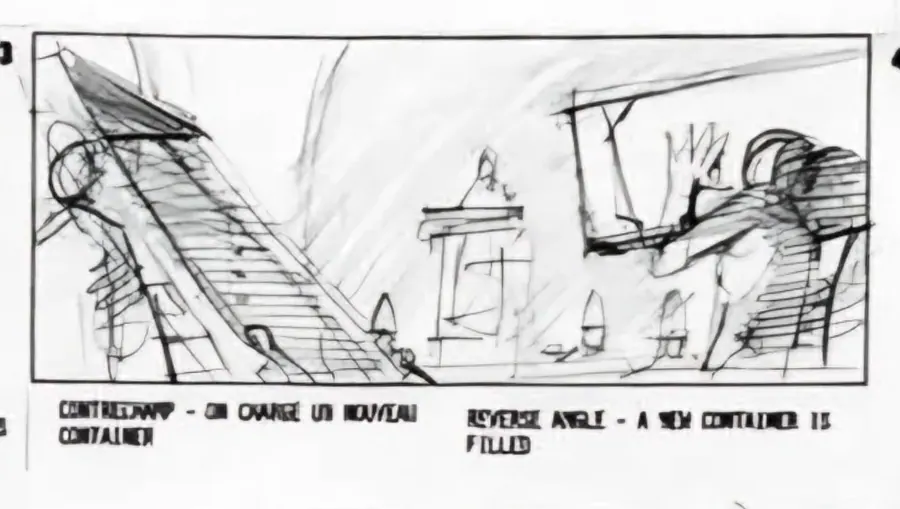 CONTRECHAMP - ON CHARGE UN NOUVEAU
CONTAINER
REVERSE ANGLE - A NEW CONTAINER IS
FILLED